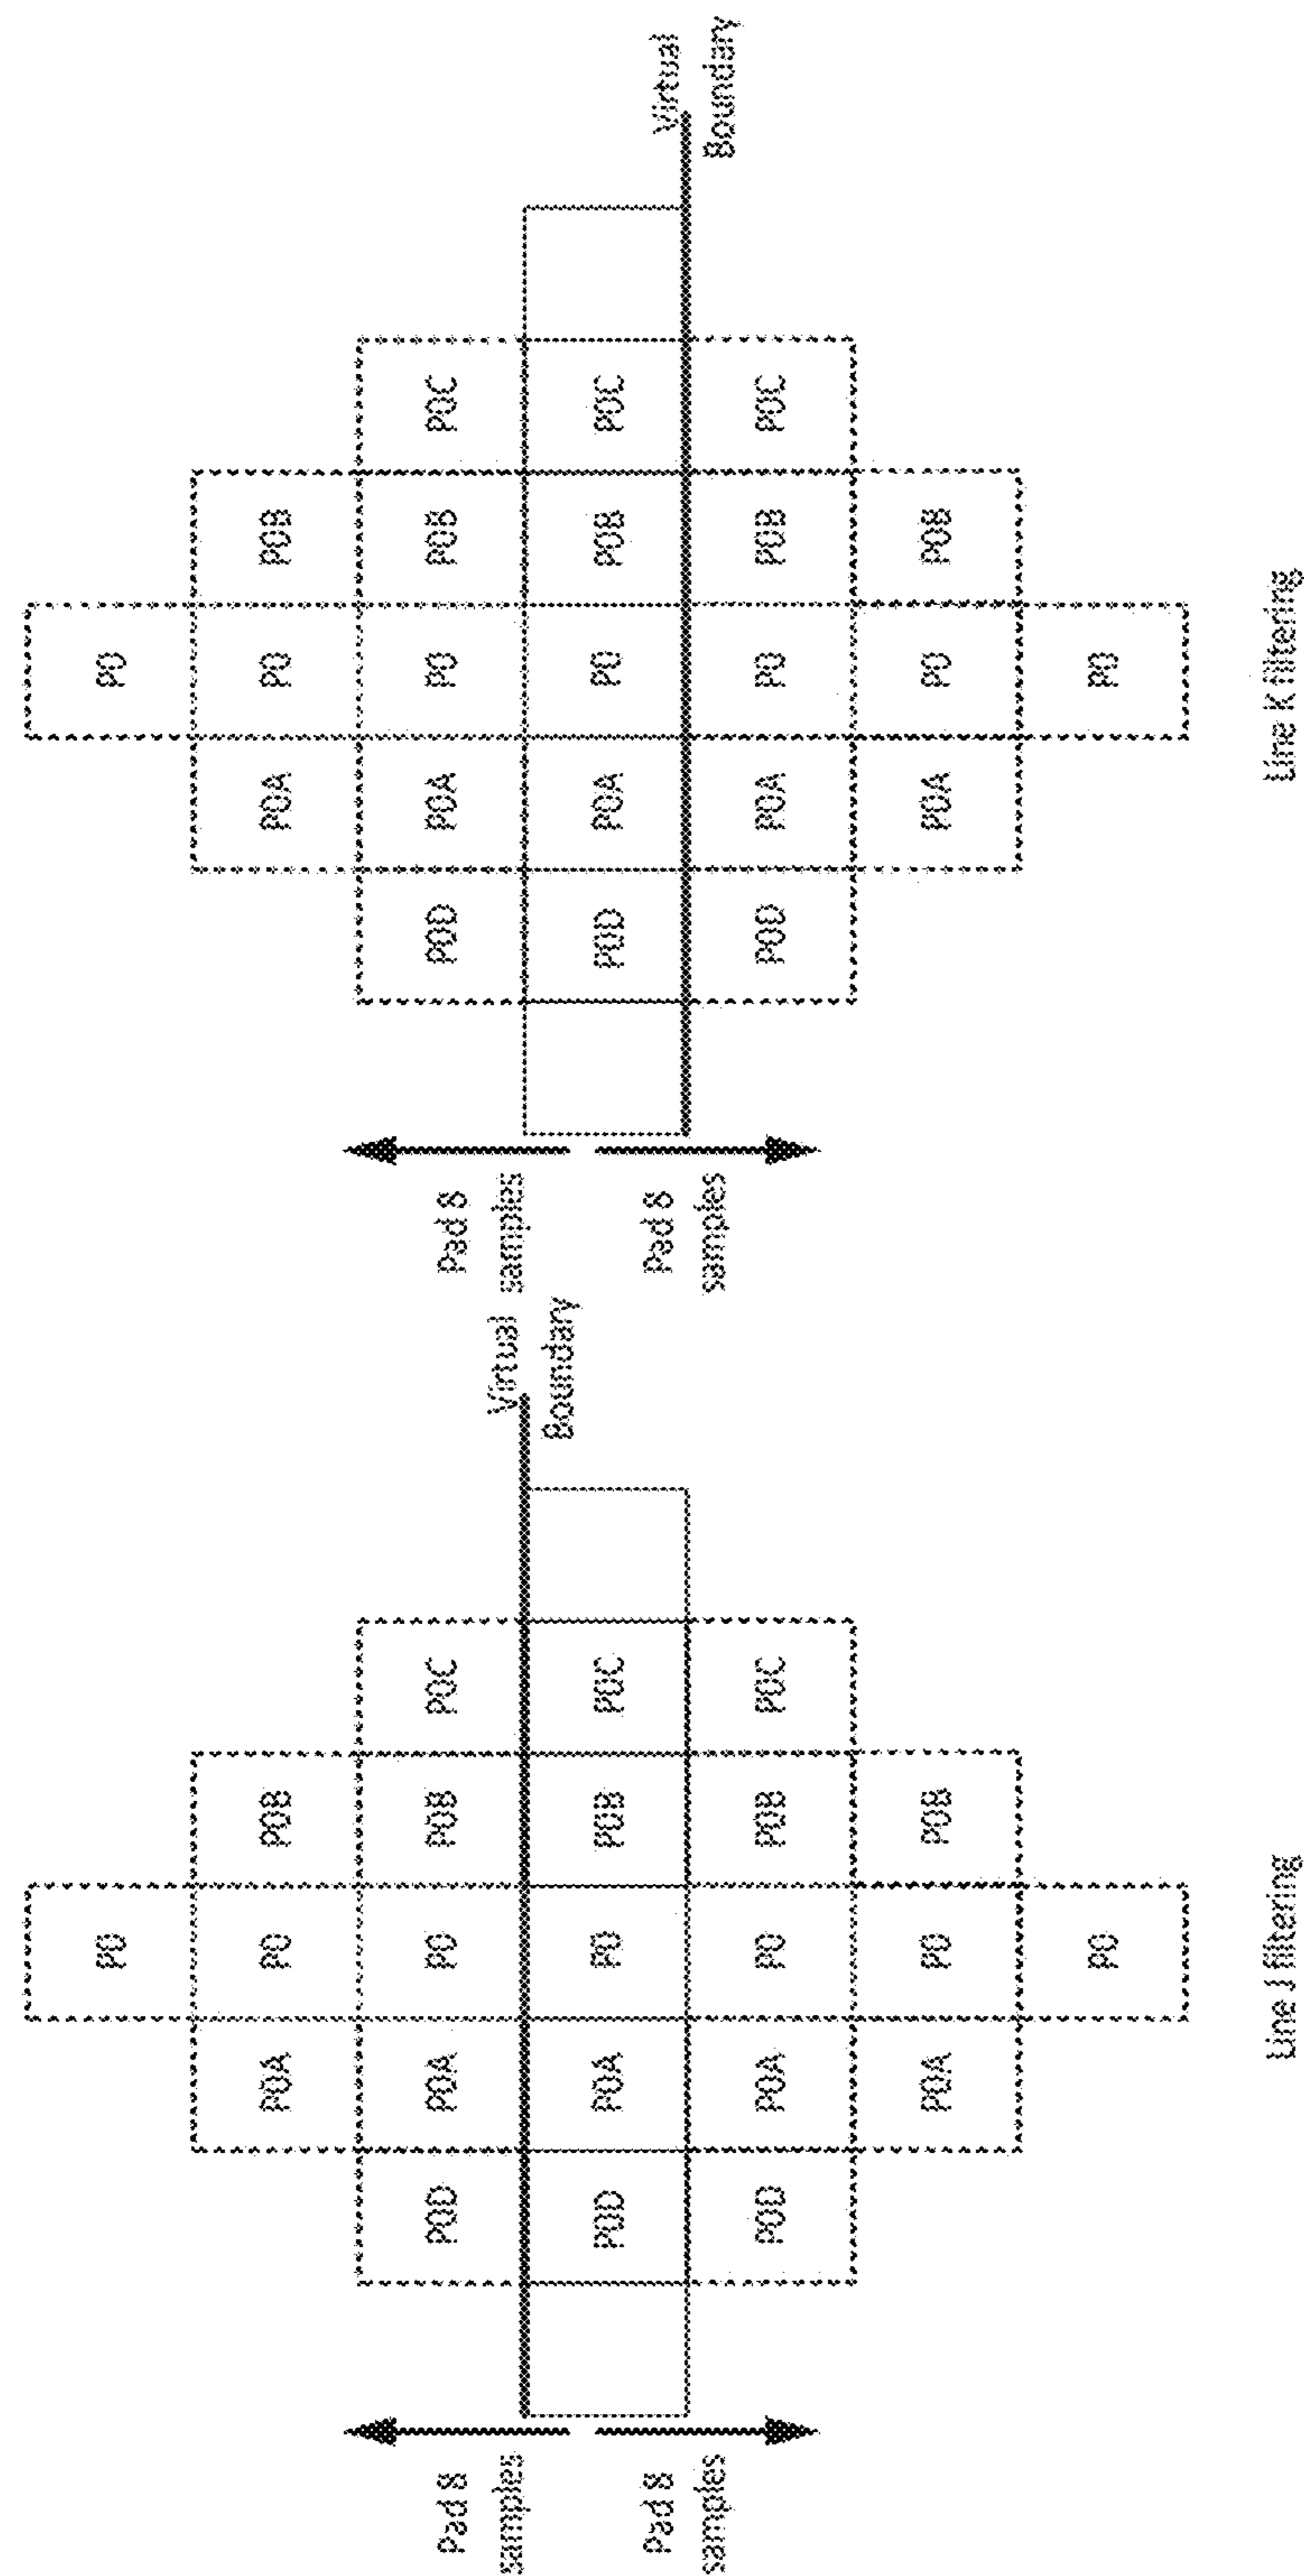 P0
P0A P0 P0B
Pad 8 P0D P0A P0 P0B P0C
samples Virtual
Boundary
P0D P0A P0 P0B P0C
Pad 8
samples
P0D P0A P0 P0B P0C
P0A P0 P0B
P0
Line J filtering
P0
P0A P0 P0B
Pad 8 P0D P0A P0 P0B P0C
samples
P0D P0A P0 P0B P0C
Pad 8 Virtual
samples Boundary
P0D P0A P0 P0B P0C
P0A P0 P0B
P0
Line K filtering